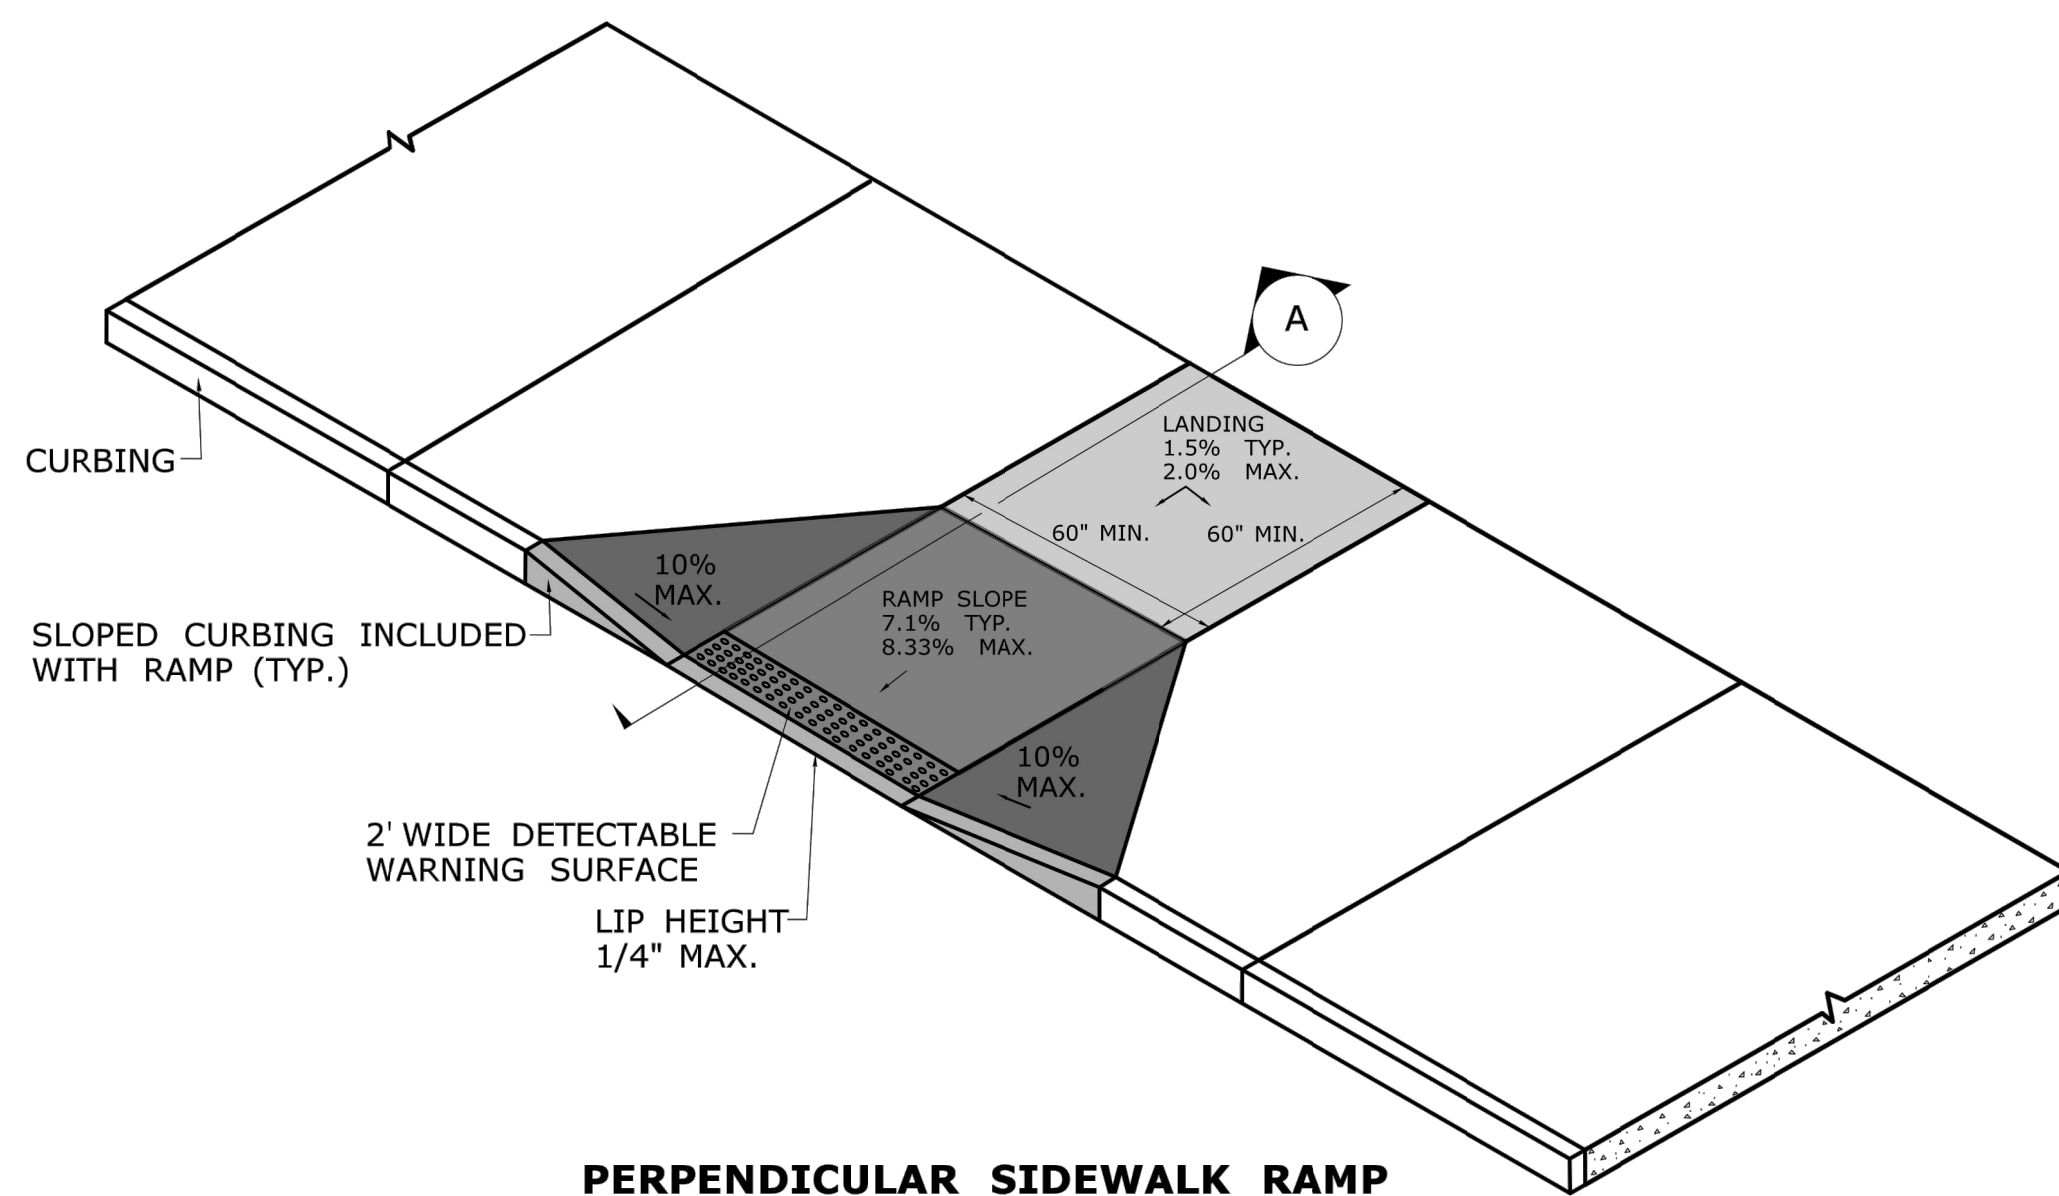 A
LANDING
1.5% TYP.
2.0% MAX.
60" MIN.
60" MIN.
CURBING
10%
MAX.
RAMP SLOPE
7.1% TYP.
8.33% MAX.
SLOPED CURBING INCLUDED
WITH RAMP (TYP.)
10%
MAX.
2' WIDE DETECTABLE
WARNING SURFACE
LIP HEIGHT
1/4" MAX.
PERPENDICULAR SIDEWALK RAMP